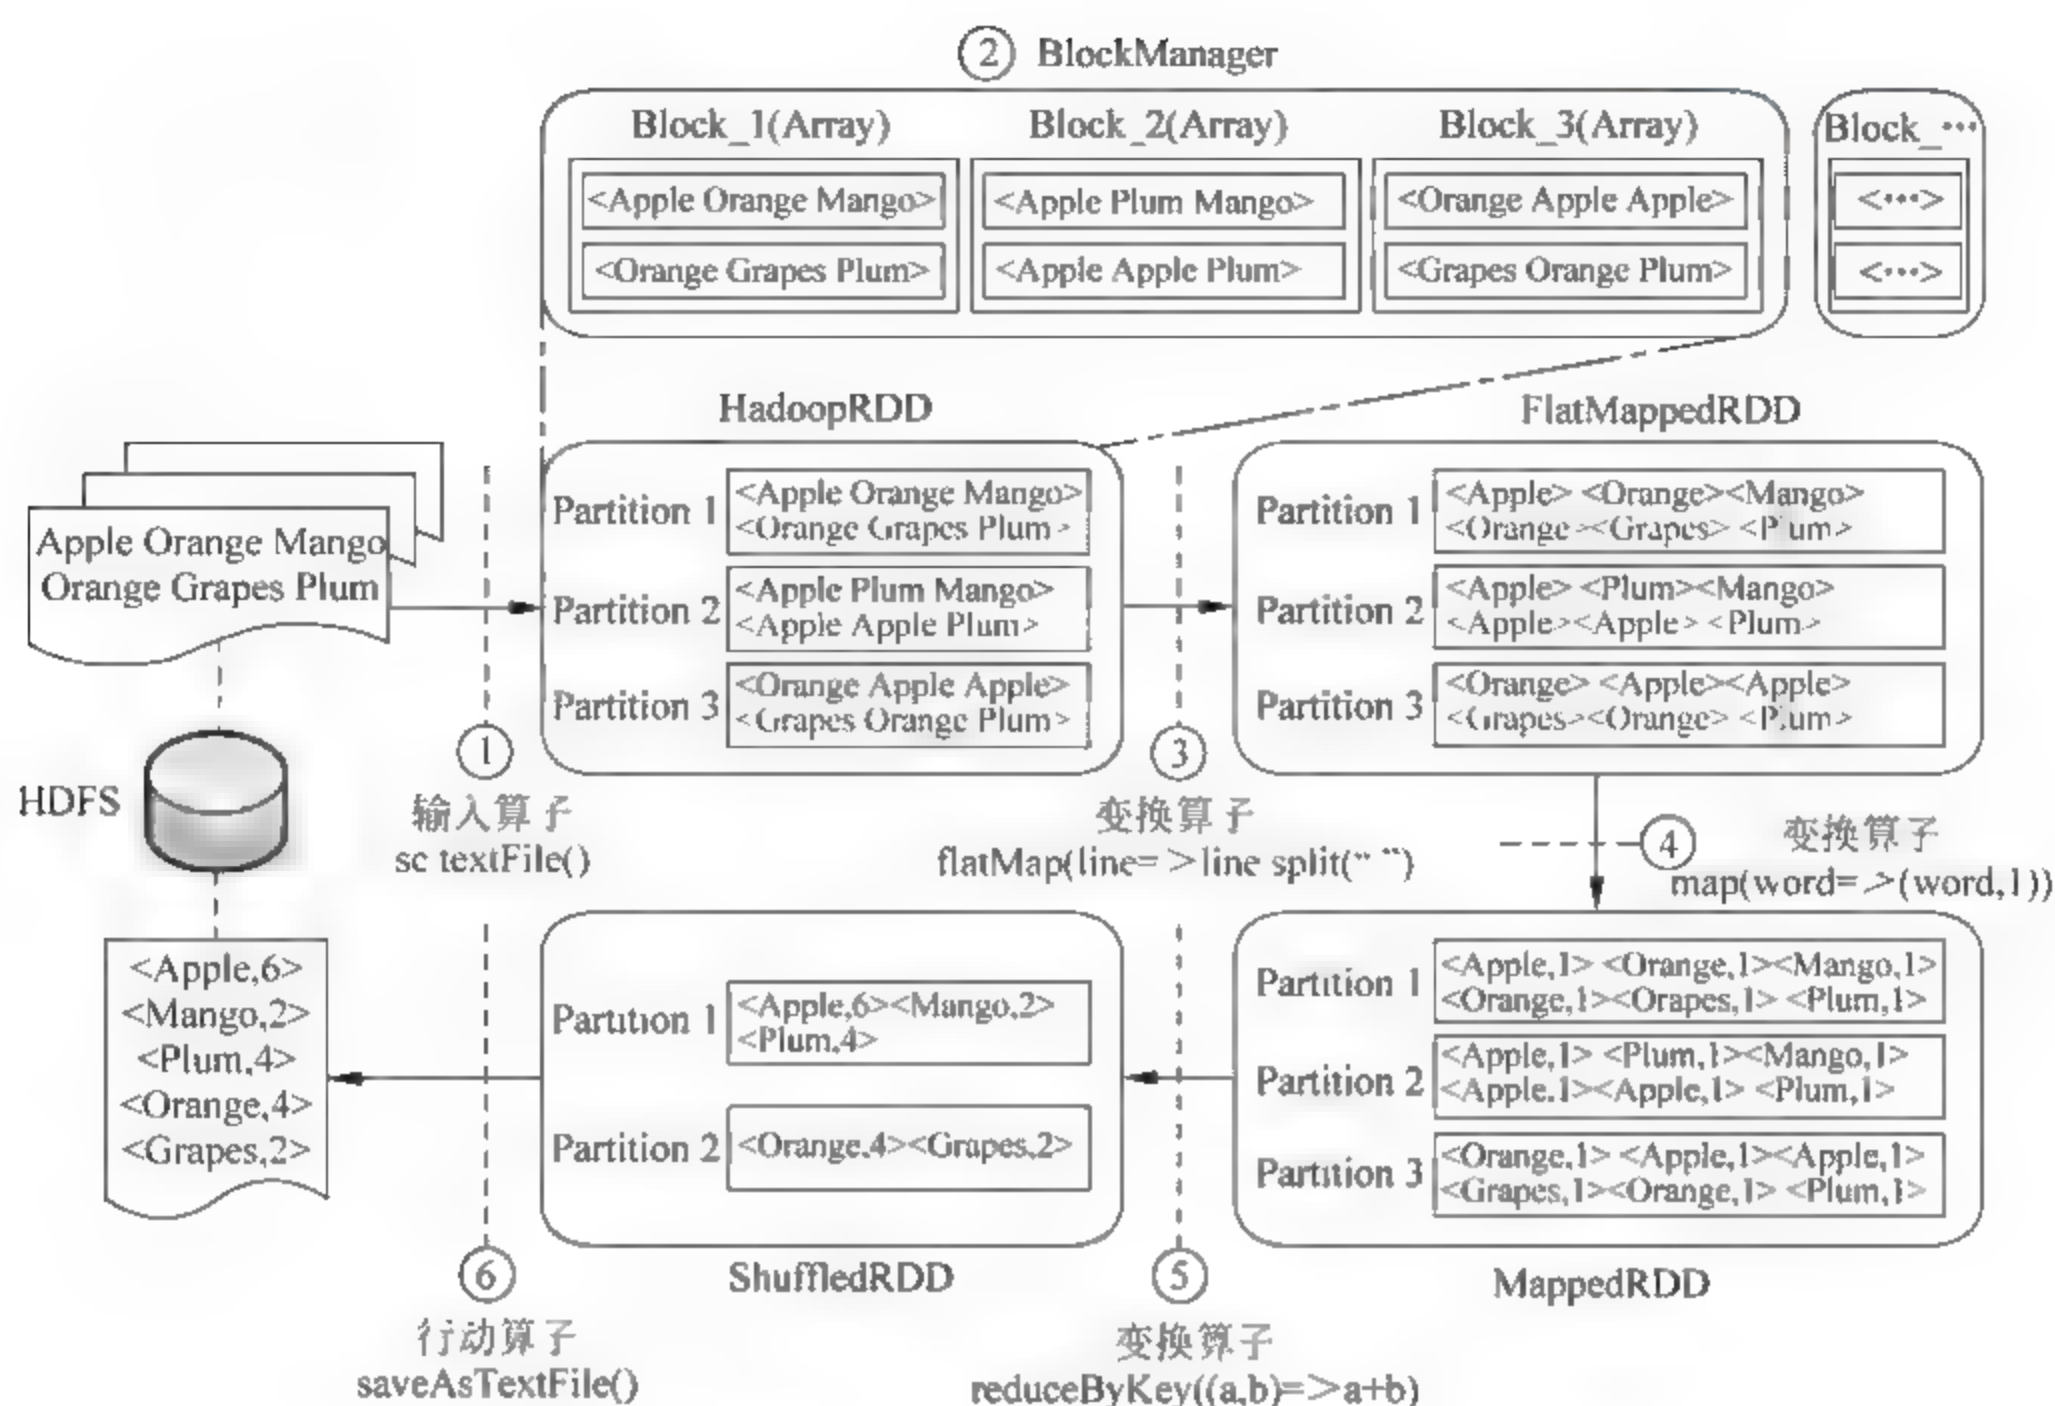 ② BlockManager
Block_1(Array)
<Apple Orange Mango>
<Orange Grapes Plum>
Block_2(Array)
<Apple Plum Mango>
<Apple Apple Plum>
Block_3(Array)
<Orange Apple Apple>
<Grapes Orange Plum>
Block_···
<···>
<···>
Apple Orange Mango
Orange Grapes Plum
HDFS
①
输入算子
sc textFile()
HadoopRDD
Partition 1
<Apple Orange Mango>
<Orange Grapes Plum>
Partition 2
<Apple Plum Mango>
<Apple Apple Plum>
Partition 3
<Orange Apple Apple>
<Grapes Orange Plum>
③
变换算子
flatMap(line=>line split(“ ”)
FlatMappedRDD
Partition 1
<Apple> <Orange><Mango>
<Orange><Grapes> <Plum>
Partition 2
<Apple> <Plum><Mango>
<Apple><Apple> <Plum>
Partition 3
<Orange> <Apple><Apple>
<Grapes><Orange> <Plum>
④
变换算子
map(word=>(word,1))
Partition 1
<Apple,1> <Orange,1><Mango,1>
<Orange,1><Orapes,1> <Plum,1>
Partition 2
<Apple,1> <Plum,1><Mango,1>
<Apple,1><Apple,1> <Plum,1>
Partition 3
<Orange,1> <Apple,1><Apple,1>
<Grapes,1><Orange,1> <Plum,1>
MappedRDD
⑤
变换算子
reduceByKey((a,b)=>a+b)
Partition 1
<Apple,6><Mango,2>
<Plum,4>
Partition 2
<Orange,4><Grapes,2>
ShuffledRDD
⑥
行动算子
saveAsTextFile()
<Apple,6>
<Mango,2>
<Plum,4>
<Orange,4>
<Grapes,2>